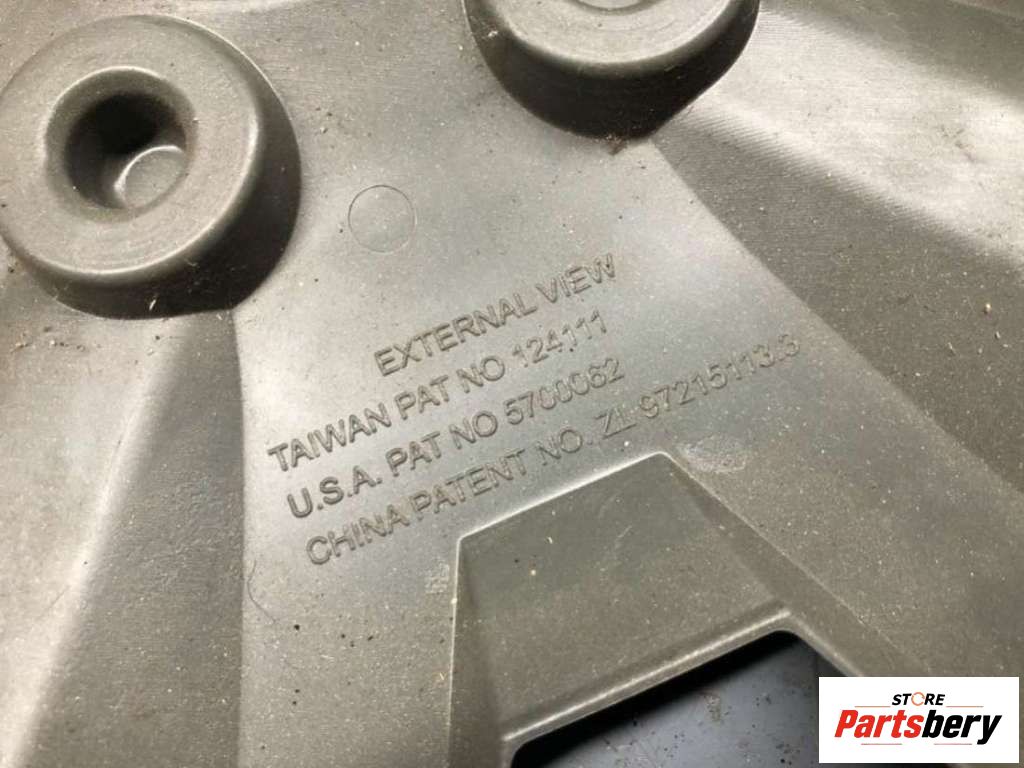 EXTERNAL VIEW
TAIWAN PAT NO 124111
U.S.A. PAT NO 5700062
CHINA PATENT NO. ZL 97215113.3
STORE
Partsbery